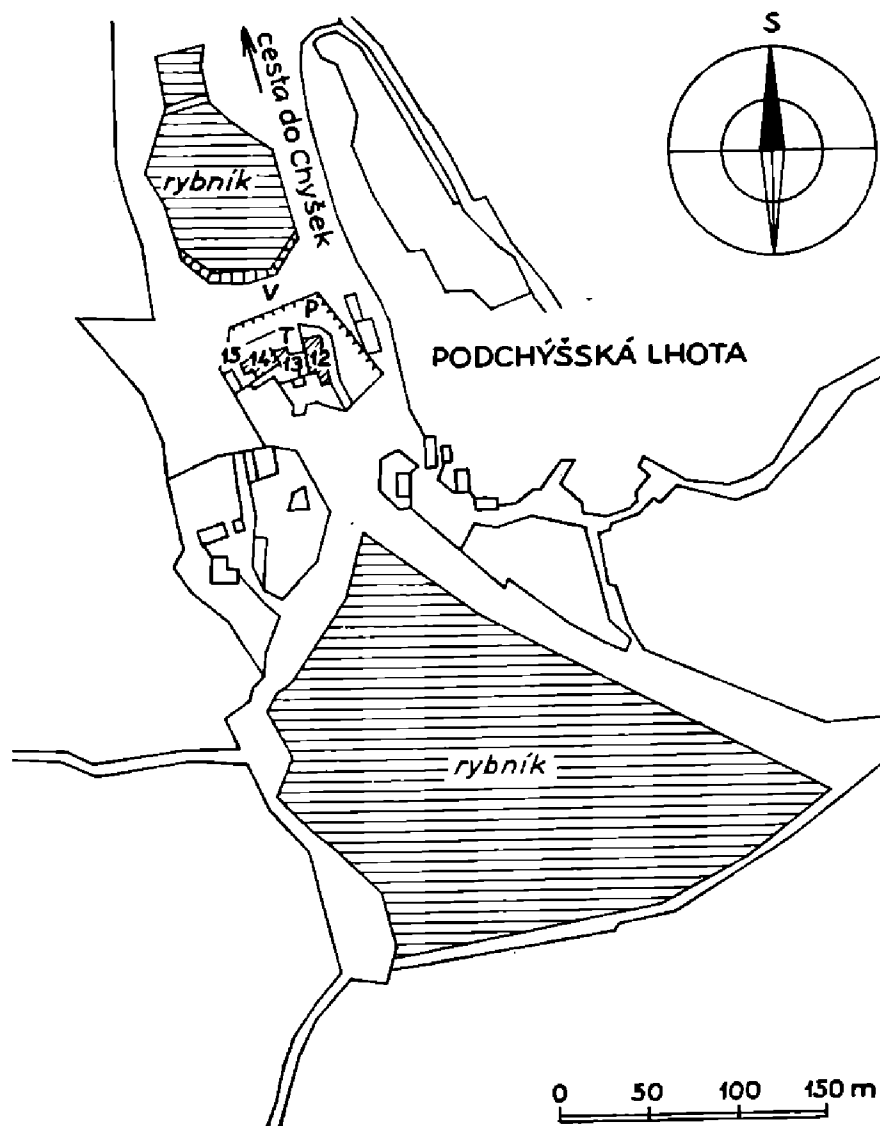 S
cesta do Chyšek
rybník
V
P
T
15 14 13 12
PODCHÝŠSKÁ LHOTA
rybník
0 50 100 150 m